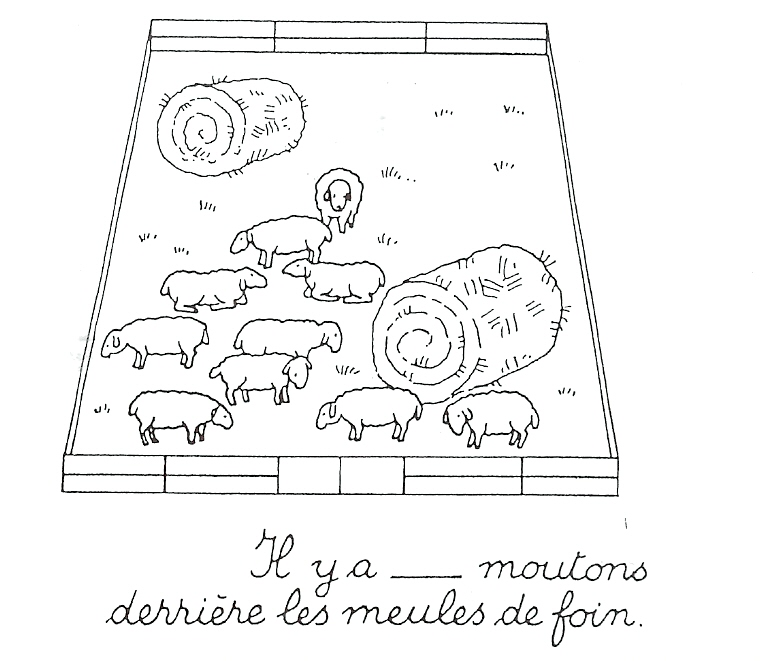 Il y a ___ moutons
derrière les meules de foin.